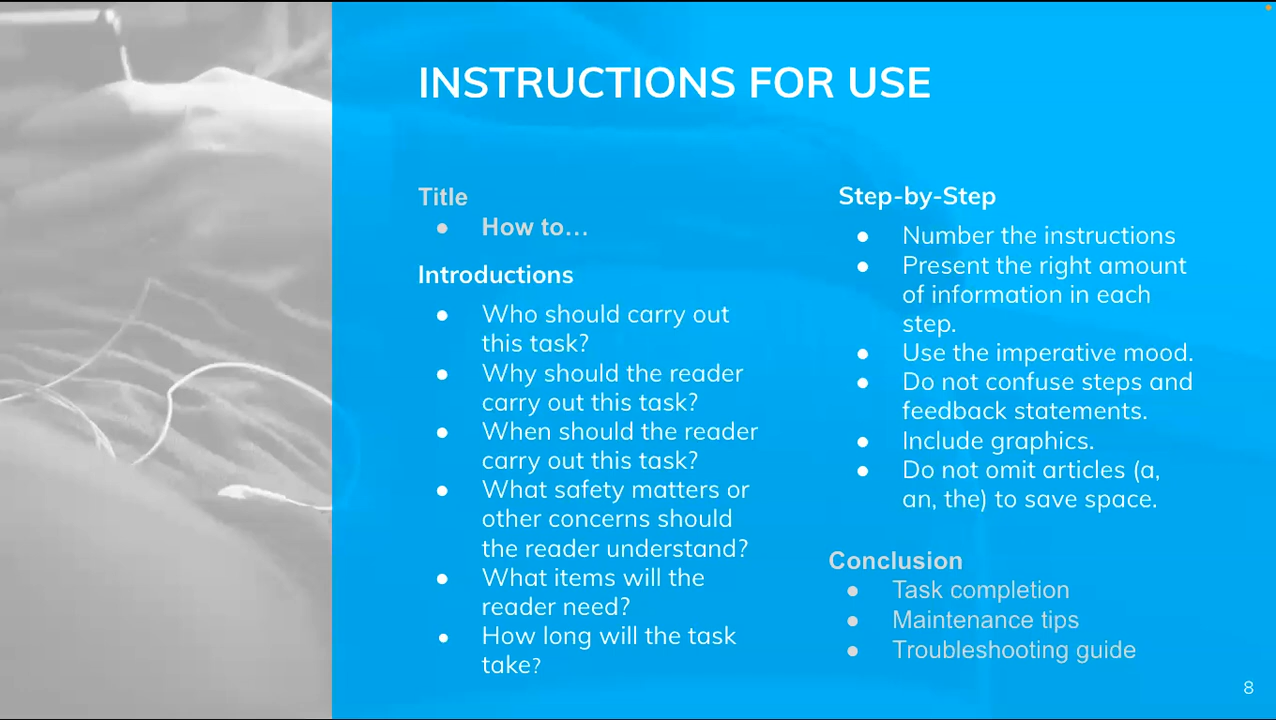 INSTRUCTIONS FOR USE
Title
● How to…
Introductions
● Who should carry out
this task?
● Why should the reader
carry out this task?
● When should the reader
carry out this task?
● What safety matters or
other concerns should
the reader understand?
● What items will the
reader need?
● How long will the task
take?
Step-by-Step
● Number the instructions
● Present the right amount
of information in each
step.
● Use the imperative mood.
● Do not confuse steps and
feedback statements.
● Include graphics.
● Do not omit articles (a,
an, the) to save space.
Conclusion
● Task completion
● Maintenance tips
● Troubleshooting guide
8